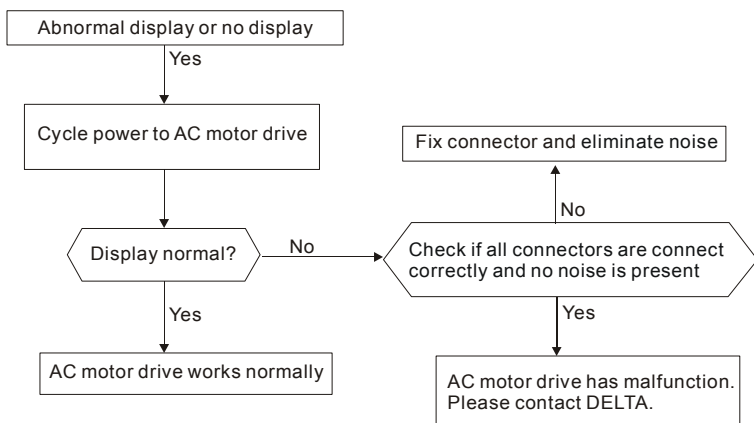 Abnormal display or no display
Yes
Cycle power to AC motor drive
Fix connector and eliminate noise
No
Display normal?
No
Check if all connectors are connect
correctly and no noise is present
Yes
Yes
AC motor drive works normally
AC motor drive has malfunction.
Please contact DELTA.